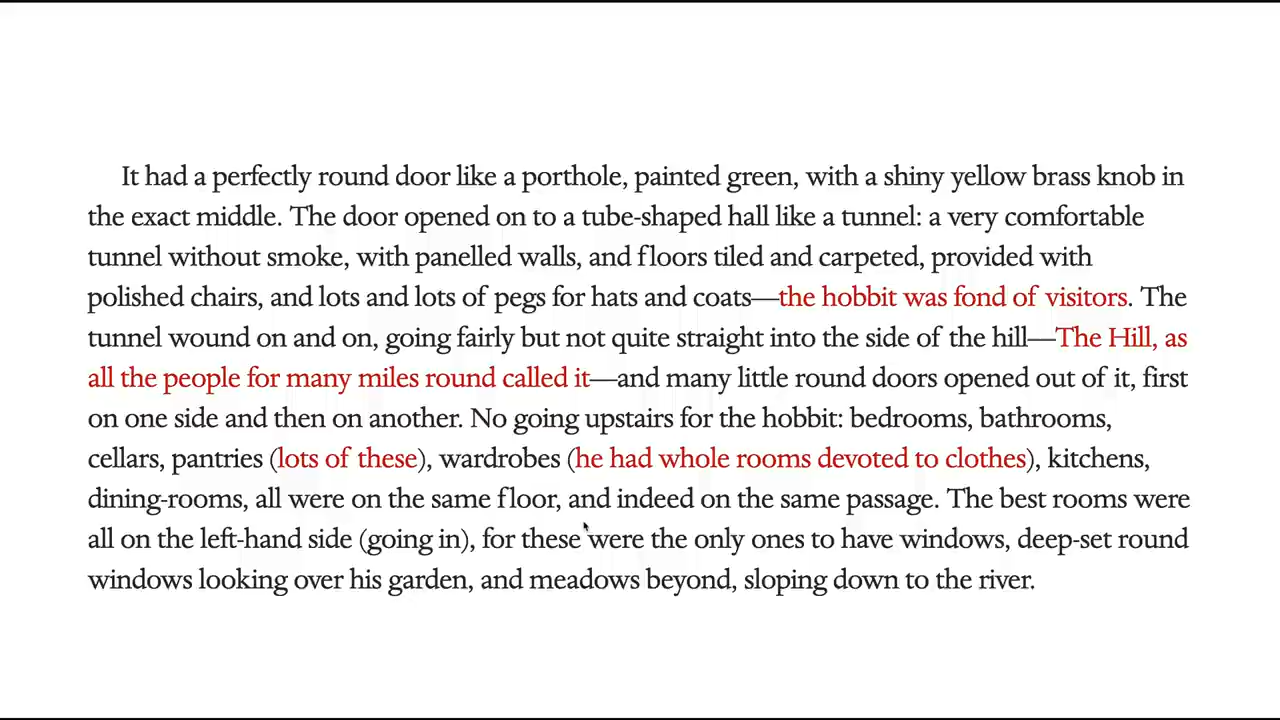 It had a perfectly round door like a porthole, painted green, with a shiny yellow brass knob in
the exact middle. The door opened on to a tube-shaped hall like a tunnel: a very comfortable
tunnel without smoke, with panelled walls, and floors tiled and carpeted, provided with
polished chairs, and lots and lots of pegs for hats and coats—the hobbit was fond of visitors. The
tunnel wound on and on, going fairly but not quite straight into the side of the hill—The Hill, as
all the people for many miles round called it—and many little round doors opened out of it, first
on one side and then on another. No going upstairs for the hobbit: bedrooms, bathrooms,
cellars, pantries (lots of these), wardrobes (he had whole rooms devoted to clothes), kitchens,
dining-rooms, all were on the same floor, and indeed on the same passage. The best rooms were
all on the left-hand side (going in), for these were the only ones to have windows, deep-set round
windows looking over his garden, and meadows beyond, sloping down to the river.